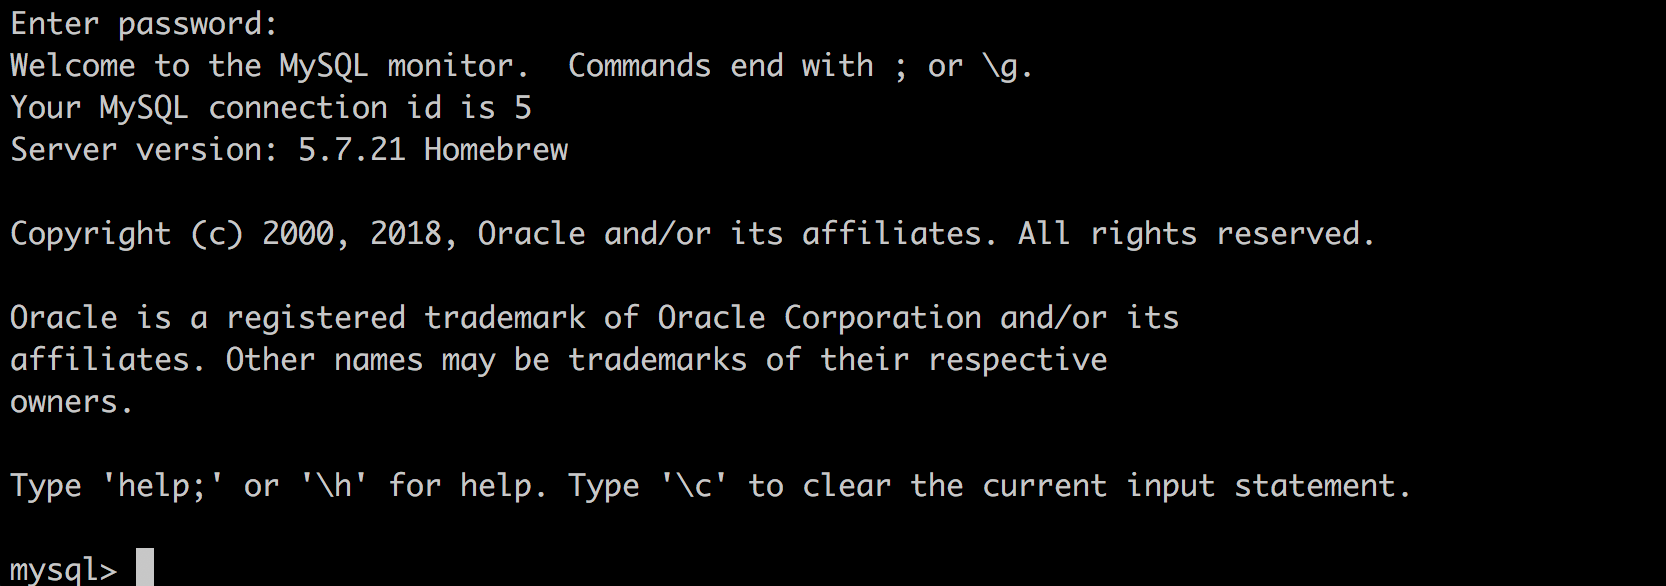 Enter password:
Welcome to the MySQL monitor.  Commands end with ; or \g.
Your MySQL connection id is 5
Server version: 5.7.21 Homebrew
Copyright (c) 2000, 2018, Oracle and/or its affiliates. All rights reserved.
Oracle is a registered trademark of Oracle Corporation and/or its
affiliates. Other names may be trademarks of their respective
owners.
Type 'help;' or '\h' for help. Type '\c' to clear the current input statement.
mysql>